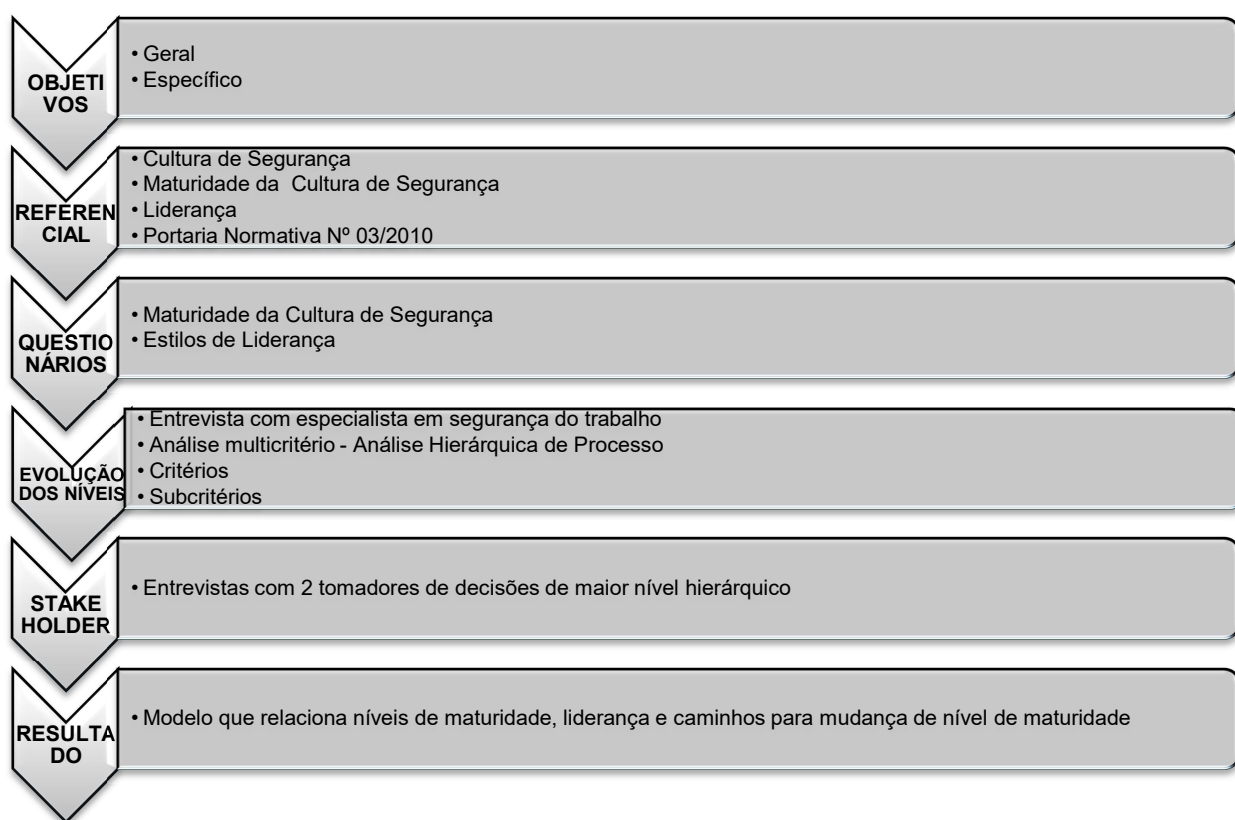 OBJETI
VOS
• Geral
• Específico
REFEREN
CIAL
• Cultura de Segurança
• Maturidade da Cultura de Segurança
• Liderança
• Portaria Normativa Nº 03/2010
QUESTIO
NÁRIOS
• Maturidade da Cultura de Segurança
• Estilos de Liderança
EVOLUÇÃO
DOS NÍVEIS
• Entrevista com especialista em segurança do trabalho
• Análise multicritério - Análise Hierárquica de Processo
• Critérios
• Subcritérios
STAKE
HOLDER
• Entrevistas com 2 tomadores de decisões de maior nível hierárquico
RESULTA
DO
• Modelo que relaciona níveis de maturidade, liderança e caminhos para mudança de nível de maturidade